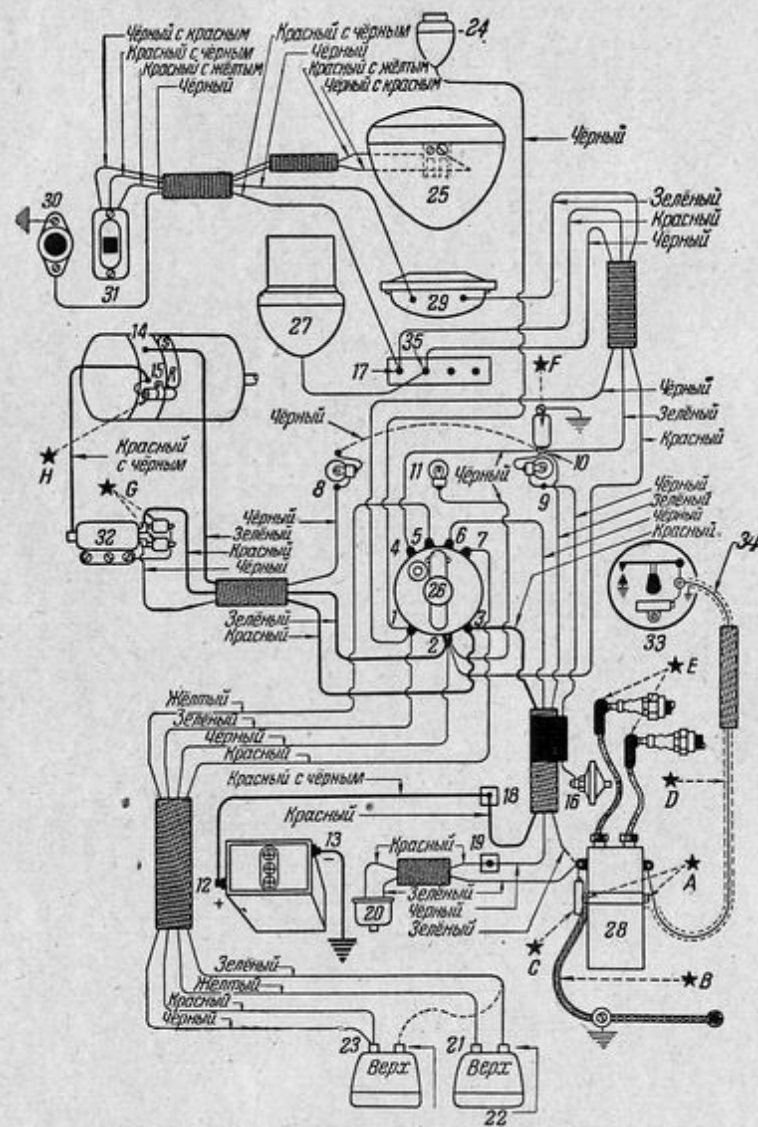 Чёрный с красным
Красный с чёрным
Красный с жёлтым
Чёрный
Красный с чёрным
Чёрный
Красный с жёлтым
Чёрный с красным
24
Чёрный
25
Зелёный
Красный
Чёрный
30
31
27
29
35
17
F
14
15
R
H
Красный
с чёрным
G
32
Чёрный
8
11
Чёрный
10
9
Чёрный
Зелёный
Красный
Чёрный
Зелёный
Чёрный
Красный
Чёрный
Зелёный
Красный
Чёрный
4
5
6
7
26
1
2
3
34
33
Зелёный
Красный
E
Жёлтый
Зелёный
Чёрный
Красный
Красный с чёрным
18
Красный
16
D
12
+
13
−
19
Красный
20
Зелёный
Чёрный
Зелёный
A
28
C
B
Зелёный
Жёлтый
Красный
Чёрный
23
Верх
21
Верх
22